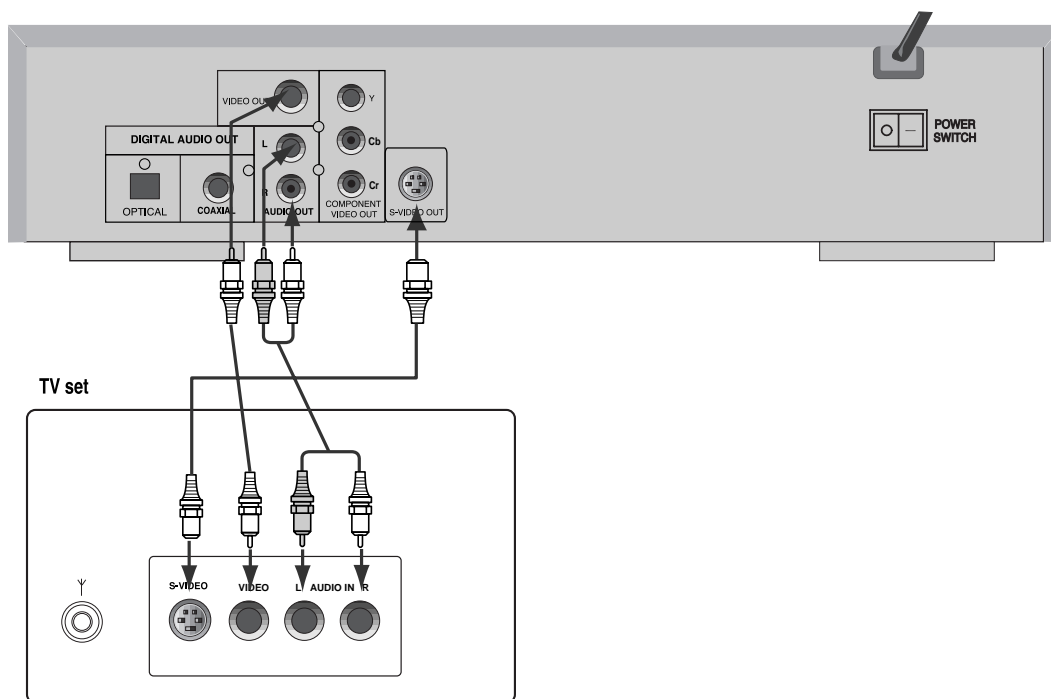 VIDEO OUT
Y
DIGITAL AUDIO OUT
L
Cb
R
Cr
OPTICAL
COAXIAL
AUDIO OUT
COMPONENT
VIDEO OUT
S-VIDEO OUT
POWER
SWITCH
TV set
S-VIDEO
VIDEO
L AUDIO IN R